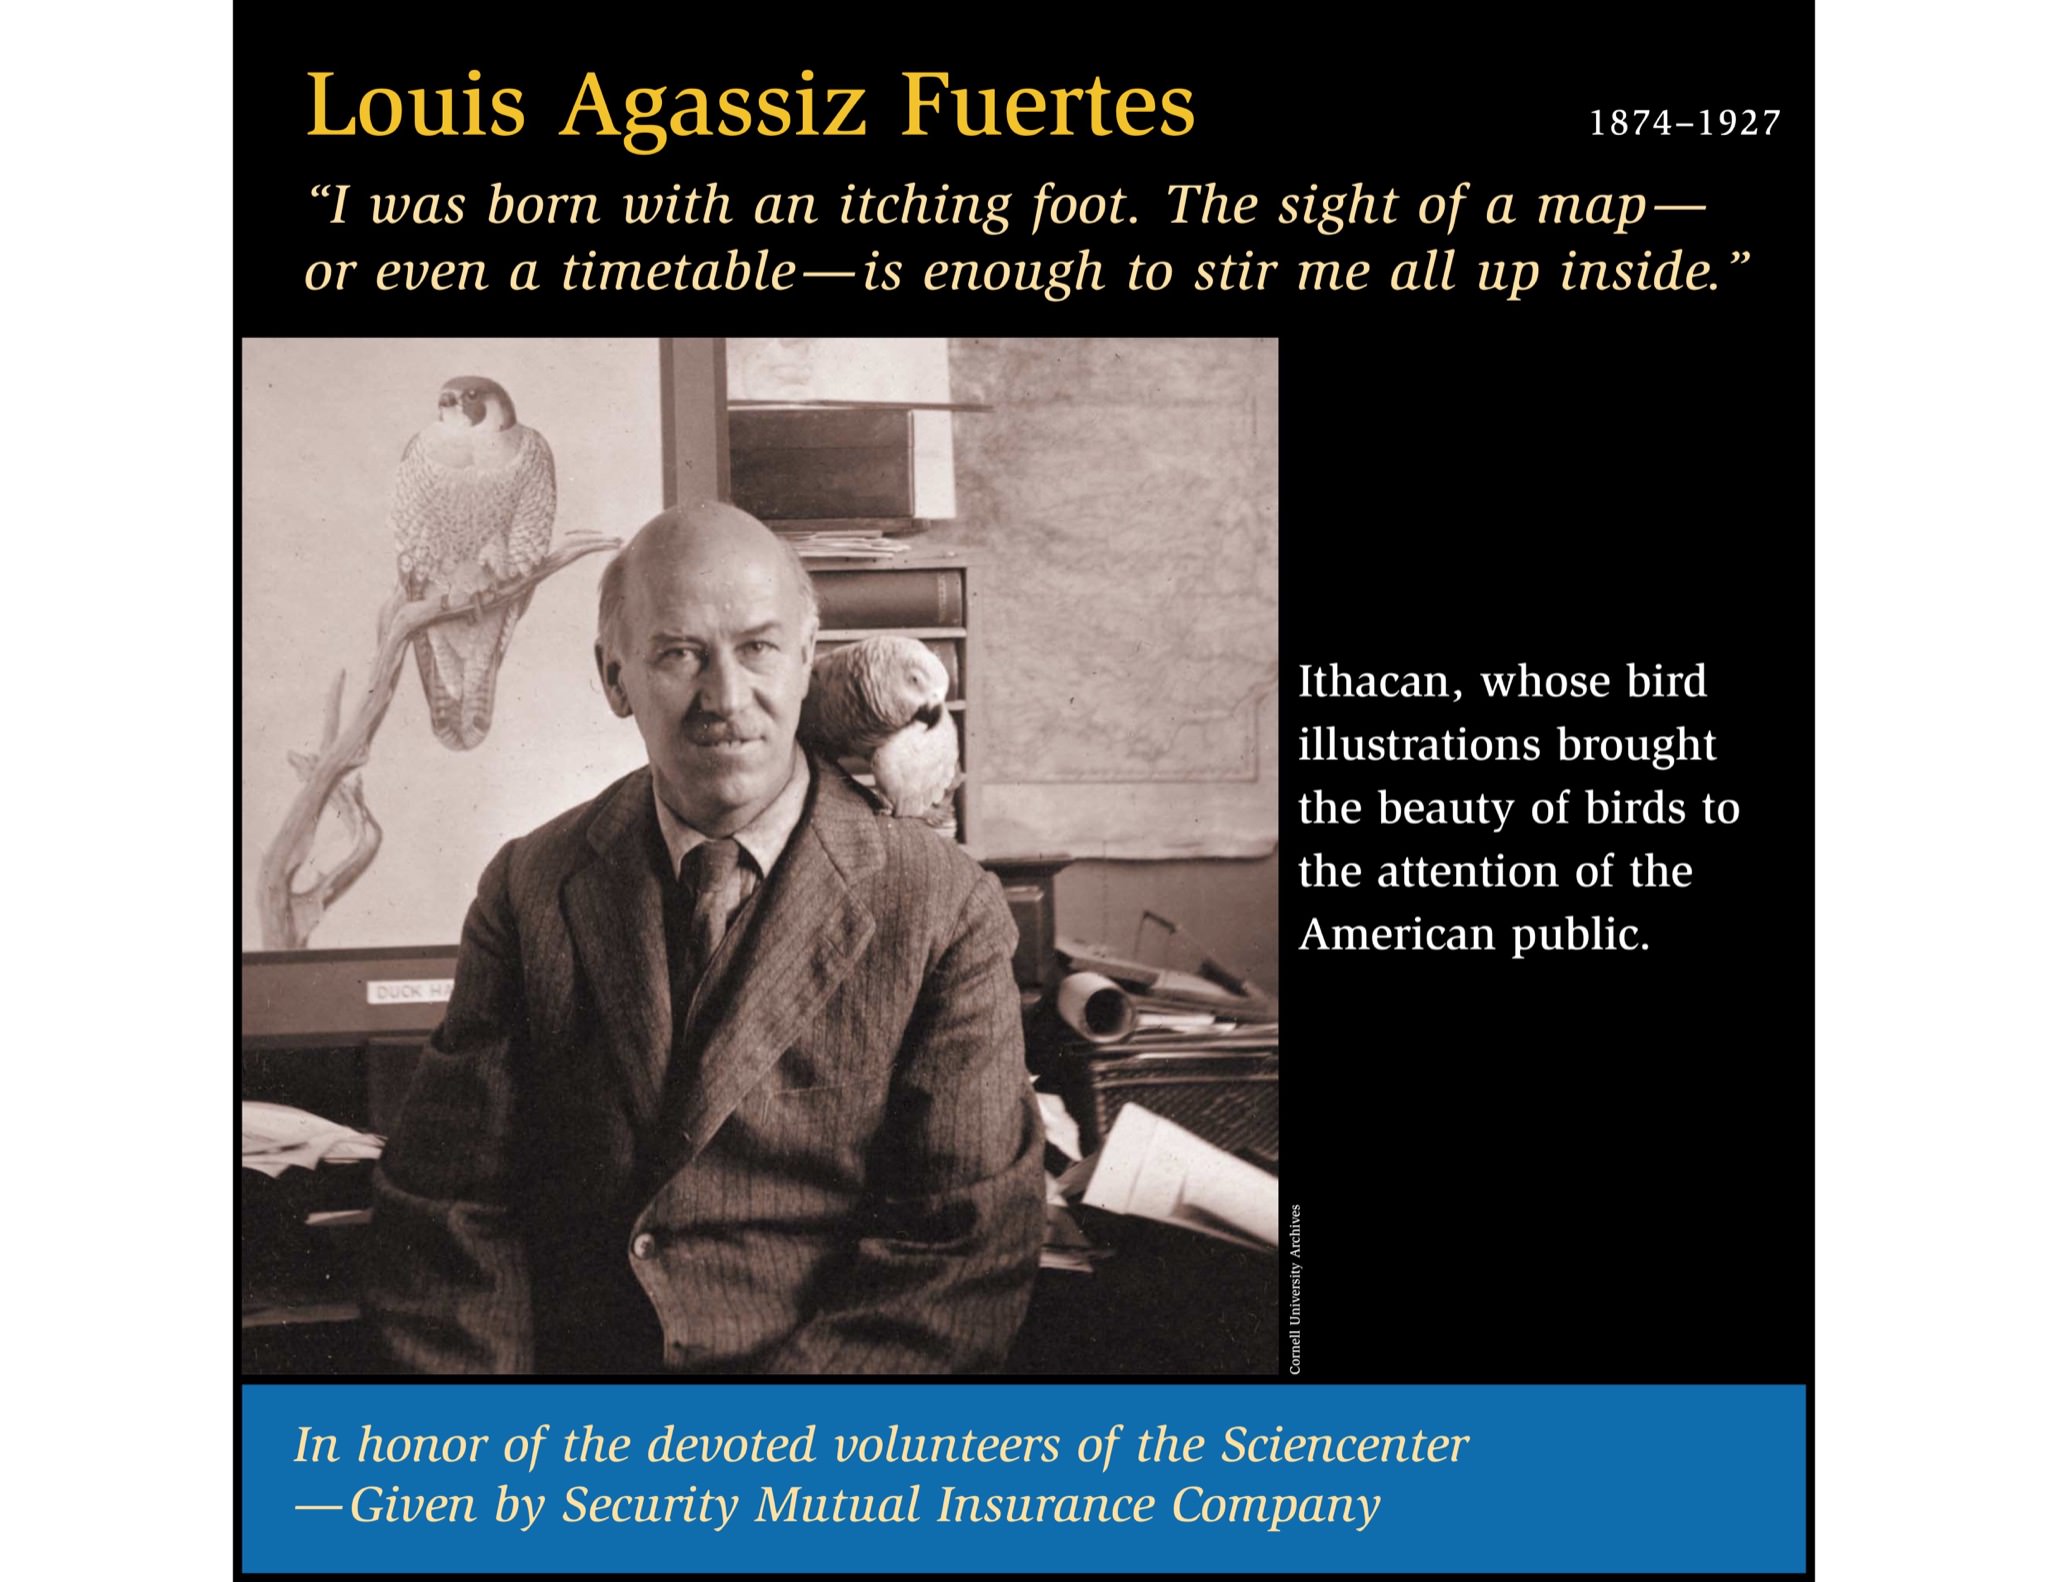 Louis Agassiz Fuertes
1874–1927
“I was born with an itching foot. The sight of a map—
or even a timetable—is enough to stir me all up inside.”
DUCK HA
Ithacan, whose bird
illustrations brought
the beauty of birds to
the attention of the
American public.
Cornell University Archives
In honor of the devoted volunteers of the Sciencenter
—Given by Security Mutual Insurance Company